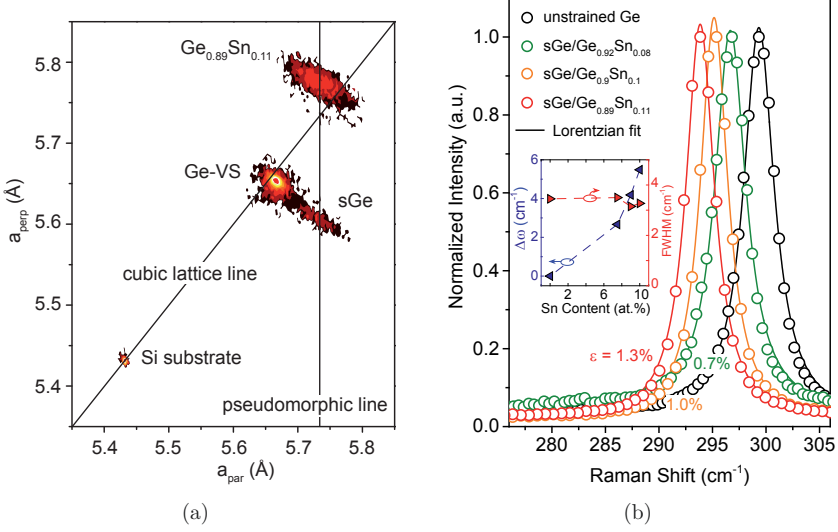 (a)
Ge0.89Sn0.11
Ge-VS
sGe
cubic lattice line
Si substrate
pseudomorphic line
aperp (Å)
5.8
5.7
5.6
5.5
5.4
5.4 5.5 5.6 5.7 5.8
apar (Å)
(a)
b)
unstrained Ge
sGe/Ge0.92Sn0.08
sGe/Ge0.9Sn0.1
sGe/Ge0.89Sn0.11
Lorentzian fit
Normalized Intensity (a.u.)
1.0
0.8
0.6
0.4
0.2
0.0
Δω (cm-1)
6
4
2
0
FWHM (cm-1)
4
2
0
2 6 10
Sn Content (at.%)
ε = 1.3%
0.7%
1.0%
280 285 290 295 300 305
Raman Shift (cm-1)
(b)